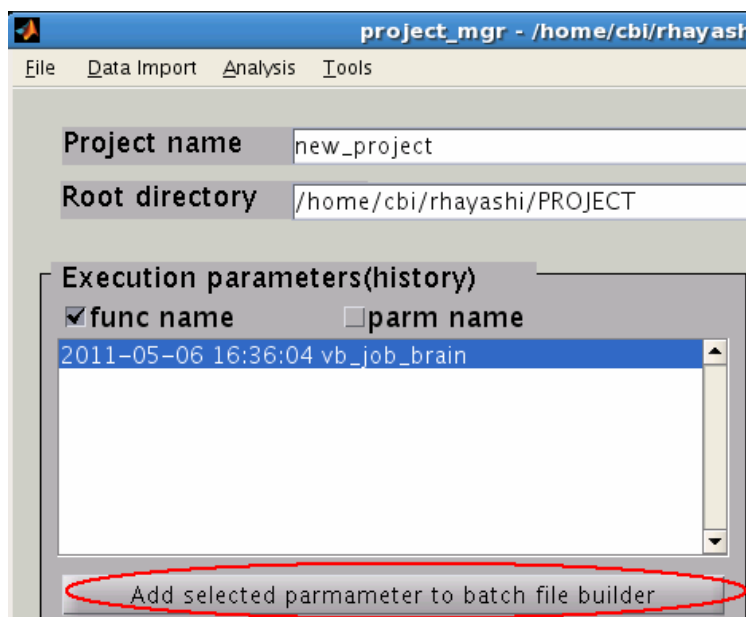 project_mgr - /home/cbi/rhayash
File Data Import Analysis Tools
Project name new_project
Root directory /home/cbi/rhayashi/PROJECT
Execution parameters(history)
func name parm name
2011-05-06 16:36:04 vb_job_brain
Add selected parmameter to batch file builder